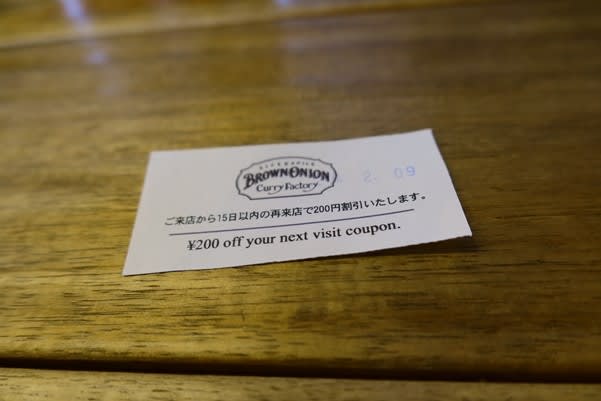 BROWN ONION
Curry Factory
2. 09
ご来店から15日以内の再来店で200円割引いたします。
¥200 off your next visit coupon.